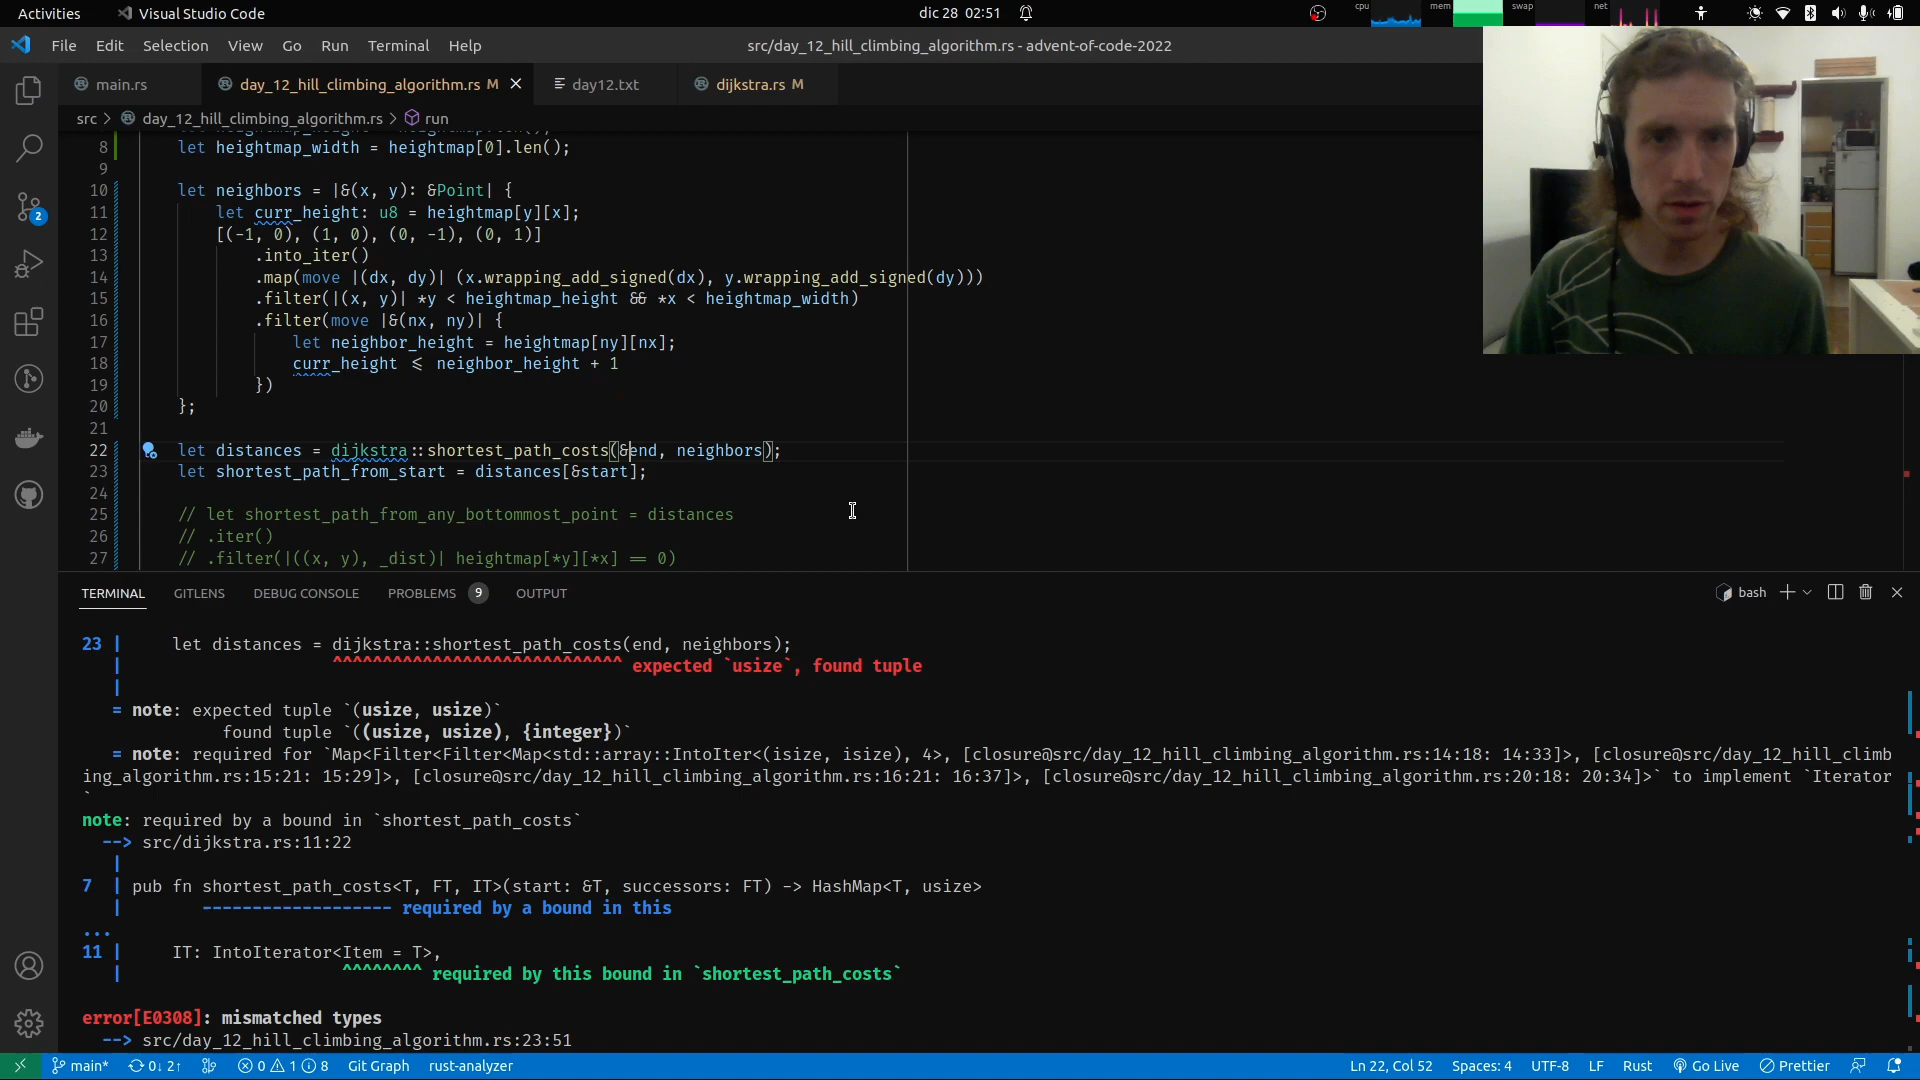 Activities
Visual Studio Code
dic 28 02:51
cpu
mem
swap
net
File Edit Selection View Go Run Terminal Help
src/day_12_hill_climbing_algorithm.rs - advent-of-code-2022
main.rs
day_12_hill_climbing_algorithm.rs M
day12.txt
dijkstra.rs M
src > day_12_hill_climbing_algorithm.rs > run
8 let heightmap_width = heightmap[0].len();
9
10 let neighbors = |&(x, y): &Point| {
11 let curr_height: u8 = heightmap[y][x];
12 [(-1, 0), (1, 0), (0, -1), (0, 1)]
13 .into_iter()
14 .map(move |(dx, dy)| (x.wrapping_add_signed(dx), y.wrapping_add_signed(dy)))
15 .filter(|(x, y)| *y < heightmap_height && *x < heightmap_width)
16 .filter(move |&(nx, ny)| {
17 let neighbor_height = heightmap[ny][nx];
18 curr_height <= neighbor_height + 1
19 })
20 };
21
22 let distances = dijkstra::shortest_path_costs(&end, neighbors);
23 let shortest_path_from_start = distances[&start];
24
25 // let shortest_path_from_any_bottommost_point = distances
26 // .iter()
27 // .filter(|((x, y), _dist)| heightmap[*y][*x] == 0)
2
TERMINAL GITLENS DEBUG CONSOLE PROBLEMS 9 OUTPUT
bash
23 | let distances = dijkstra::shortest_path_costs(end, neighbors);
| ^^^^^^^^^^^^^^^^^^^^^^^^^^^^^ expected `usize`, found tuple
|
= note: expected tuple `(usize, usize)`
found tuple `((usize, usize), {integer})`
= note: required for `Map<Filter<Filter<Map<std::array::IntoIter<(isize, isize), 4>, [closure@src/day_12_hill_climbing_algorithm.rs:14:18: 14:33]>, [closure@src/day_12_hill_climb
ing_algorithm.rs:15:21: 15:29]>, [closure@src/day_12_hill_climbing_algorithm.rs:16:21: 16:37]>, [closure@src/day_12_hill_climbing_algorithm.rs:20:18: 20:34]>` to implement `Iterator
`
note: required by a bound in `shortest_path_costs`
--> src/dijkstra.rs:11:22
|
7 | pub fn shortest_path_costs<T, FT, IT>(start: &T, successors: FT) -> HashMap<T, usize>
| ------------------- required by a bound in this
...
11 | IT: IntoIterator<Item = T>,
| ^^^^^^^^ required by this bound in `shortest_path_costs`
error[E0308]: mismatched types
--> src/day_12_hill_climbing_algorithm.rs:23:51
main* 0↓ 2↑ 0 1 8 Git Graph rust-analyzer
Ln 22, Col 52 Spaces: 4 UTF-8 LF Rust Go Live Prettier